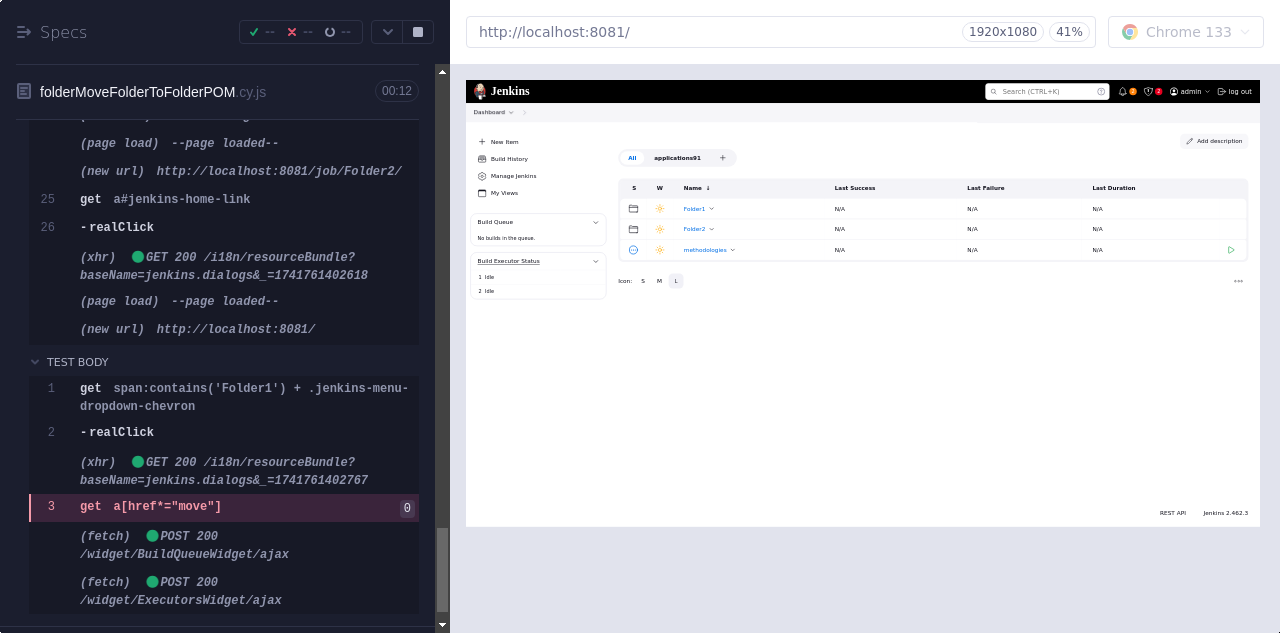 Specs
-- -- --
folderMoveFolderToFolderPOM.cy.js
00:12
(page load) --page loaded--
(new url) http://localhost:8081/job/Folder2/
25 get a#jenkins-home-link
26 -realClick
(xhr) GET 200 /i18n/resourceBundle?
baseName=jenkins.dialogs&_=1741761402618
(page load) --page loaded--
(new url) http://localhost:8081/
TEST BODY
1 get span:contains('Folder1') + .jenkins-menu-
dropdown-chevron
2 -realClick
(xhr) GET 200 /i18n/resourceBundle?
baseName=jenkins.dialogs&_=1741761402767
3 get a[href*="move"] 0
(fetch) POST 200
/widget/BuildQueueWidget/ajax
(fetch) POST 200
/widget/ExecutorsWidget/ajax
http://localhost:8081/ 1920x1080 41% Chrome 133
Jenkins Search (CTRL+K) ? 2 2 admin log out
Dashboard
New Item
Build History
Manage Jenkins
My Views
Build Queue
No builds in the queue.
Build Executor Status
1 Idle
2 Idle
Add description
All applications91 +
S W Name ↓ Last Success Last Failure Last Duration
Folder1 N/A N/A N/A
Folder2 N/A N/A N/A
methodologies N/A N/A N/A
Icon: S M L
REST API Jenkins 2.462.3